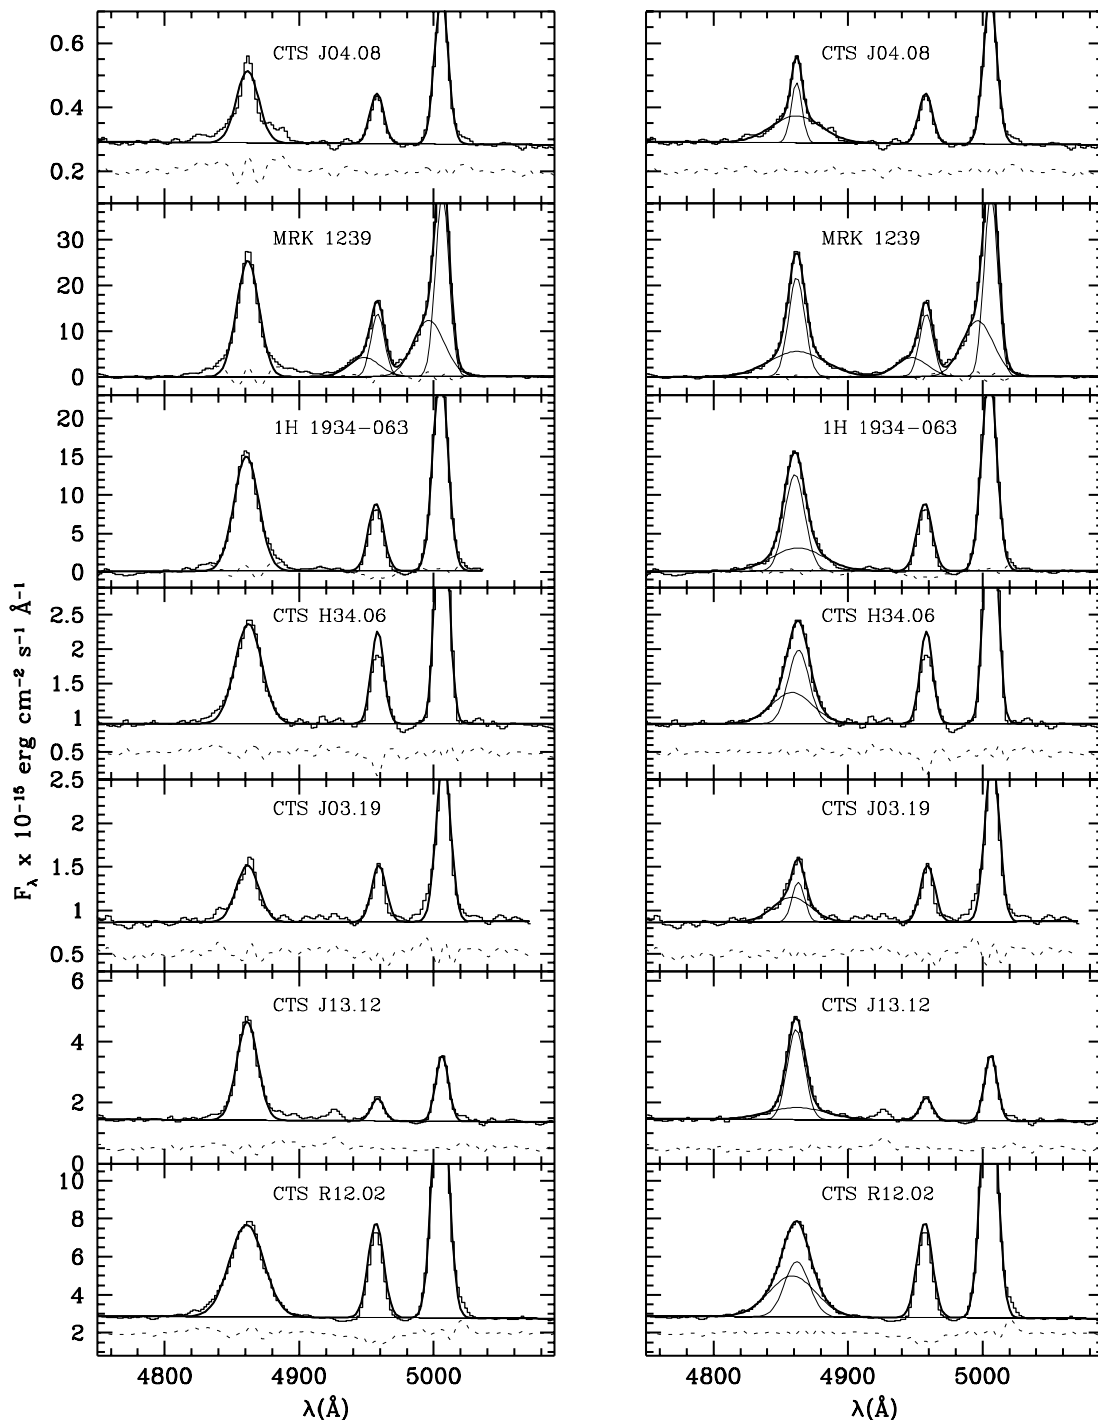 F_λ x 10⁻¹⁵ erg cm⁻² s⁻¹ Å⁻¹
CTS J04.08
0.6
0.4
0.2
MRK 1239
30
20
10
0
1H 1934−063
20
15
10
5
0
CTS H34.06
2.5
2
1.5
1
0.5
CTS J03.19
2.5
2
1.5
1
0.5
CTS J13.12
6
4
2
0
CTS R12.02
10
8
6
4
2
4800 4900 5000
λ(Å)
CTS J04.08
MRK 1239
1H 1934−063
CTS H34.06
CTS J03.19
CTS J13.12
CTS R12.02
4800 4900 5000
λ(Å)